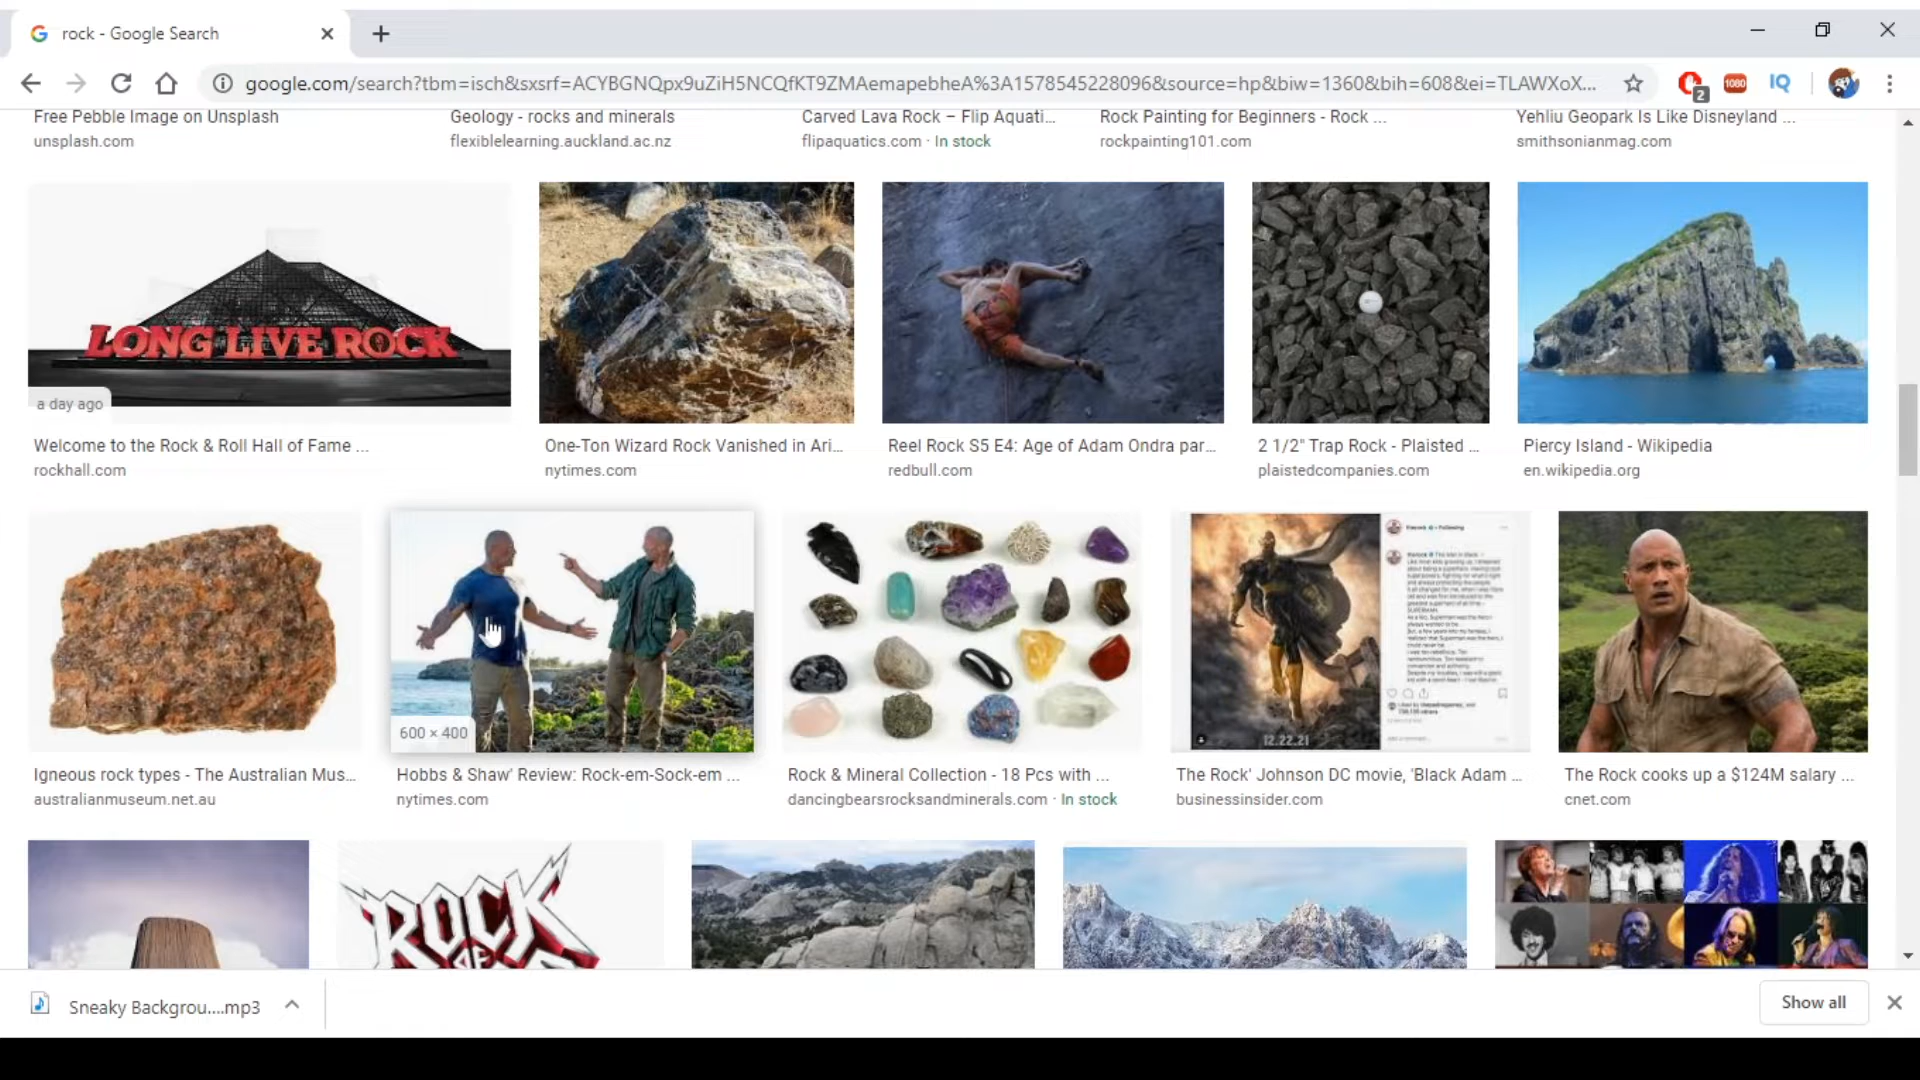 rock - Google Search
google.com/search?tbm=isch&sxsrf=ACYBGNQpx9uZiH5NCQfKT9ZMAemapebheA%3A1578545228096&source=hp&biw=1360&bih=608&ei=TLAWXoX...
2
1080
IQ
Free Pebble Image on Unsplash
unsplash.com
Geology - rocks and minerals
flexiblelearning.auckland.ac.nz
Carved Lava Rock – Flip Aquati...
flipaquatics.com · In stock
Rock Painting for Beginners - Rock ...
rockpainting101.com
Yehliu Geopark Is Like Disneyland ...
smithsonianmag.com
LONG LIVE ROCK
a day ago
Welcome to the Rock & Roll Hall of Fame ...
rockhall.com
One-Ton Wizard Rock Vanished in Ari...
nytimes.com
Reel Rock S5 E4: Age of Adam Ondra par...
redbull.com
2 1/2" Trap Rock - Plaisted ...
plaistedcompanies.com
Piercy Island - Wikipedia
en.wikipedia.org
600 × 400
12.22.21
Igneous rock types - The Australian Mus...
australianmuseum.net.au
Hobbs & Shaw' Review: Rock-em-Sock-em ...
nytimes.com
Rock & Mineral Collection - 18 Pcs with ...
dancingbearsrocksandminerals.com · In stock
The Rock' Johnson DC movie, 'Black Adam ...
businessinsider.com
The Rock cooks up a $124M salary ...
cnet.com
ROCK
OF
Sneaky Backgrou....mp3
Show all